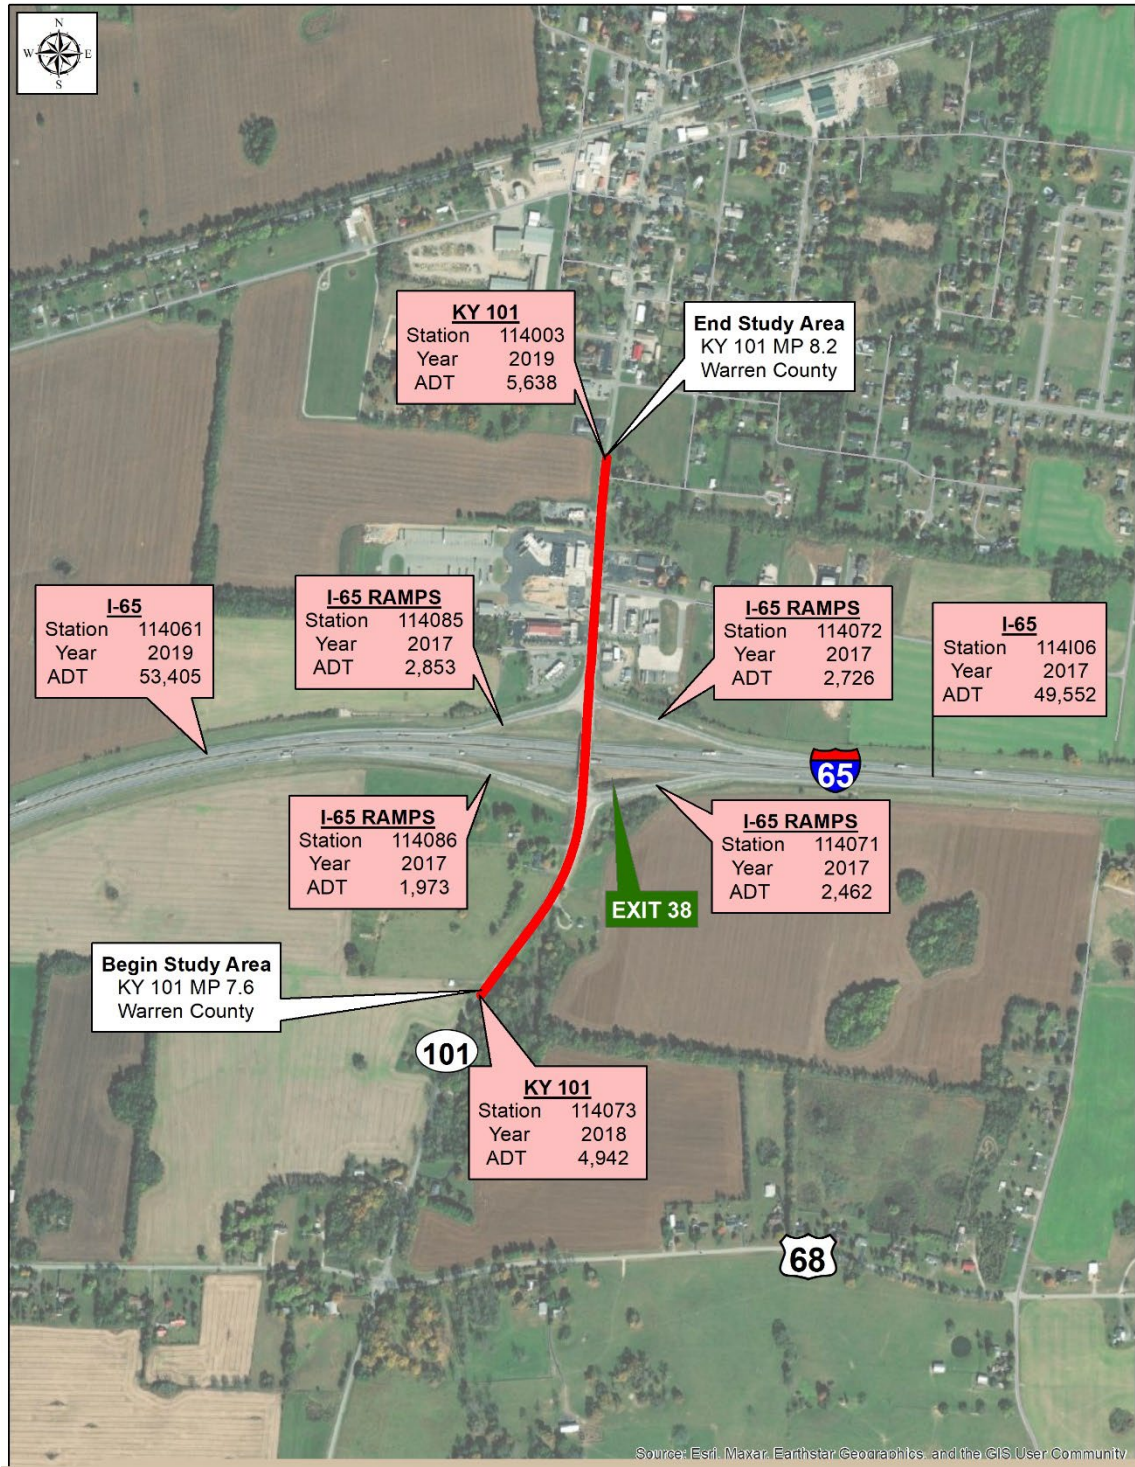 N
W E
S
KY 101
Station 114003
Year 2019
ADT 5,638
End Study Area
KY 101 MP 8.2
Warren County
I-65
Station 114061
Year 2019
ADT 53,405
I-65 RAMPS
Station 114085
Year 2017
ADT 2,853
I-65 RAMPS
Station 114072
Year 2017
ADT 2,726
I-65
Station 114I06
Year 2017
ADT 49,552
65
I-65 RAMPS
Station 114086
Year 2017
ADT 1,973
I-65 RAMPS
Station 114071
Year 2017
ADT 2,462
EXIT 38
Begin Study Area
KY 101 MP 7.6
Warren County
101
KY 101
Station 114073
Year 2018
ADT 4,942
68
Source: Esri, Maxar, Earthstar Geographics, and the GIS User Community